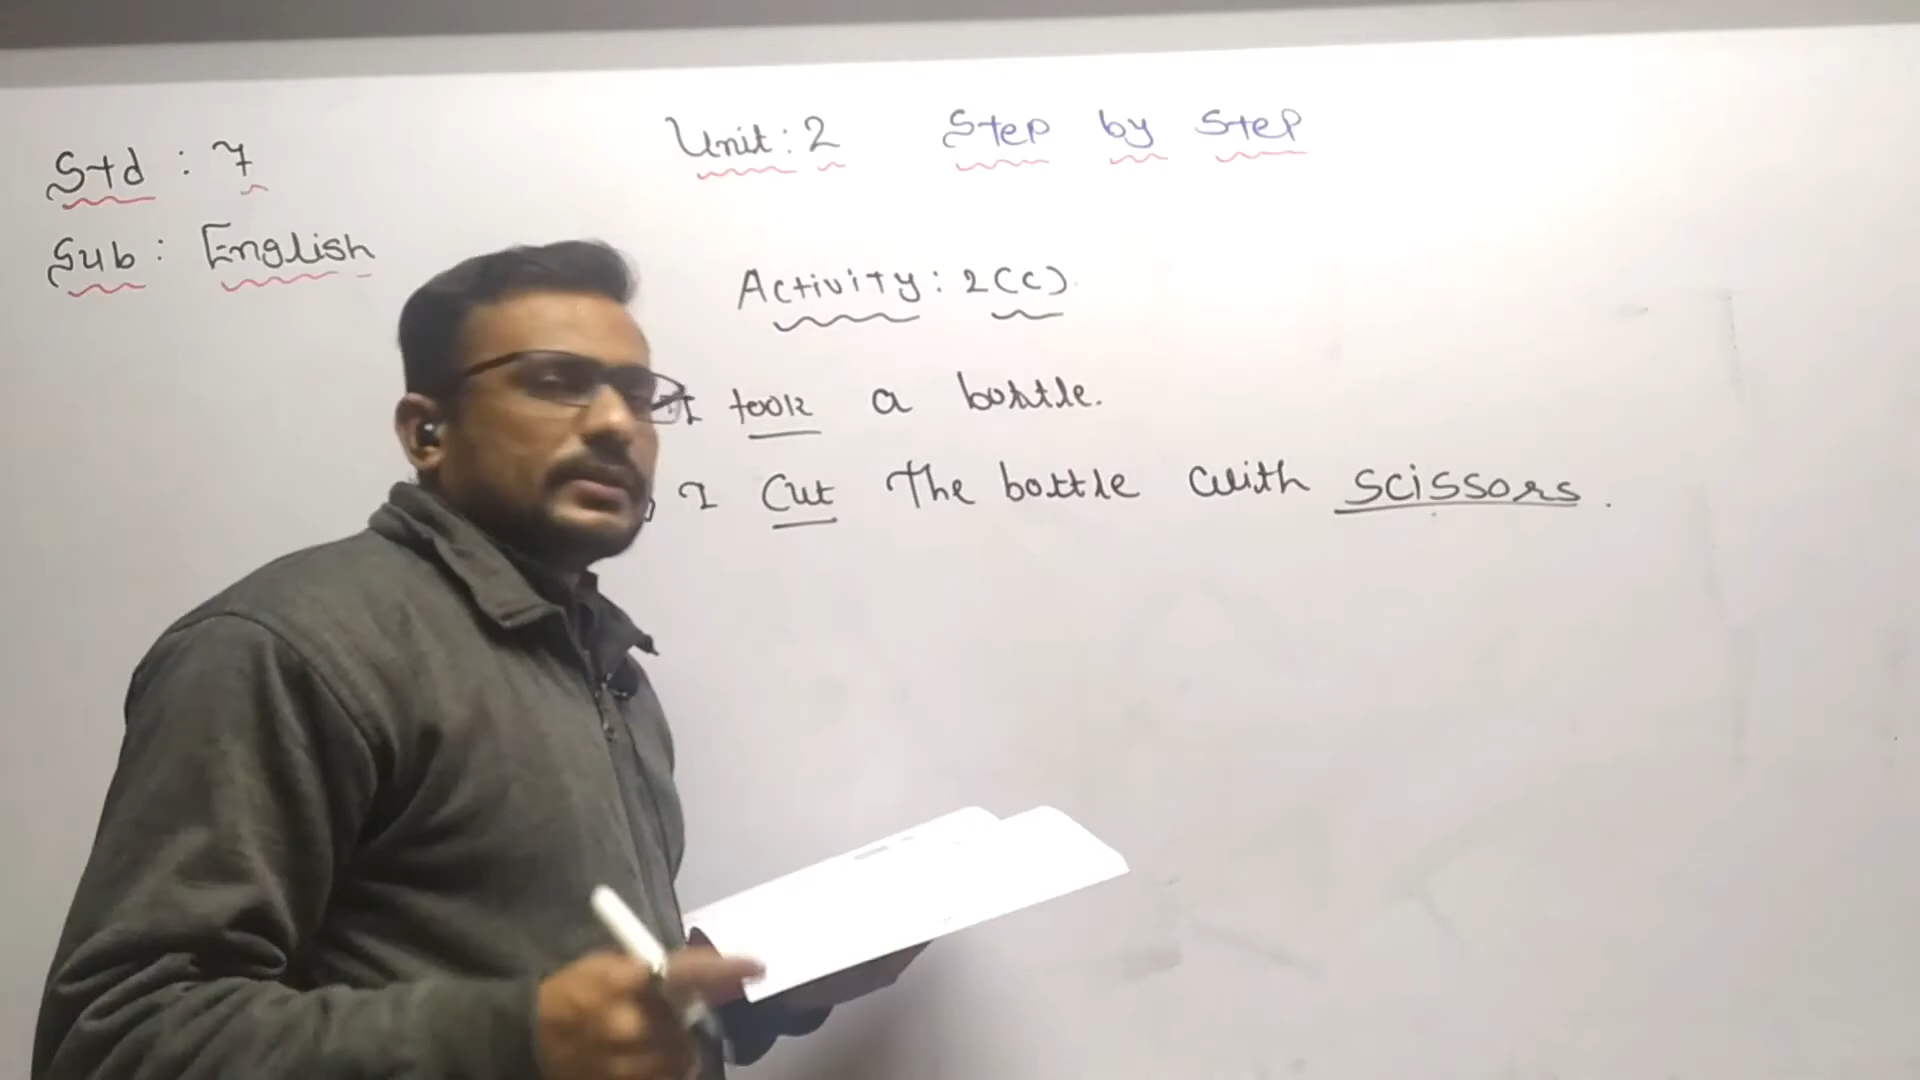 Std : 7
Sub : English
Unit : 2 Step by Step
Activity : 2(C)
I took a bottle.
I Cut The bottle with scissors .